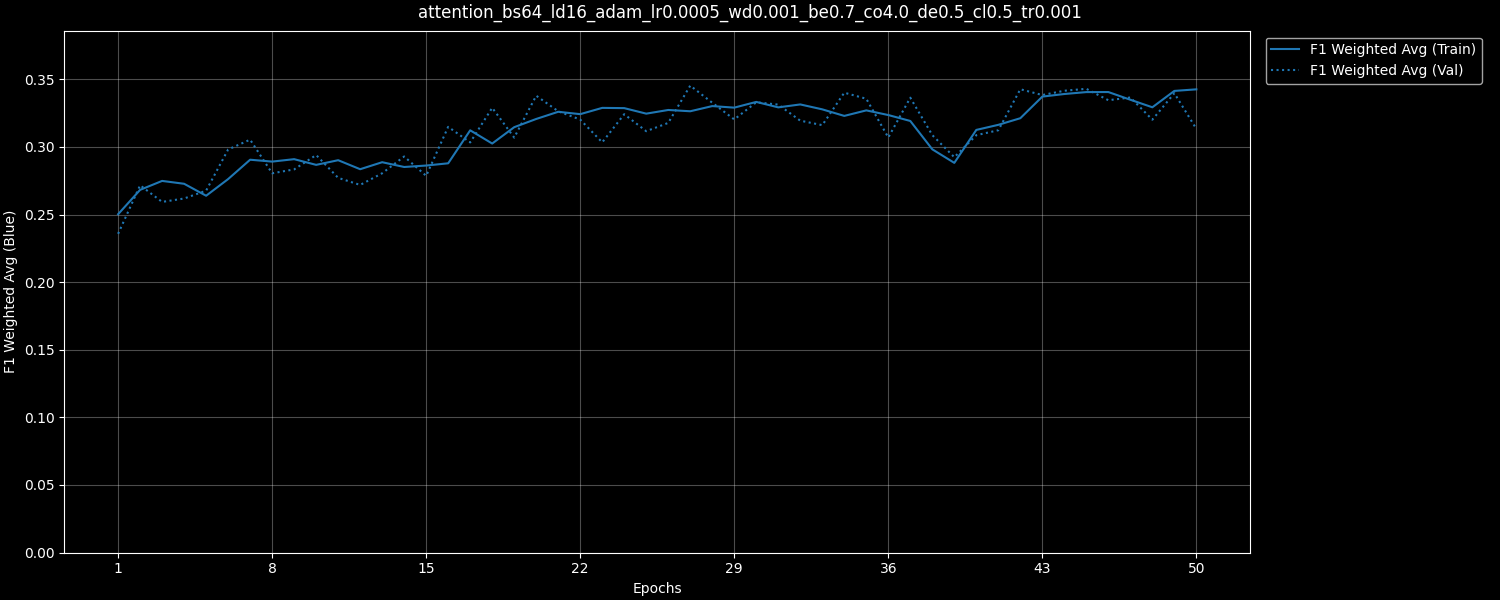 attention_bs64_ld16_adam_lr0.0005_wd0.001_be0.7_co4.0_de0.5_cl0.5_tr0.001
F1 Weighted Avg (Train)
F1 Weighted Avg (Val)
F1 Weighted Avg (Blue)
0.35
0.30
0.25
0.20
0.15
0.10
0.05
0.00
1 8 15 22 29 36 43 50
Epochs